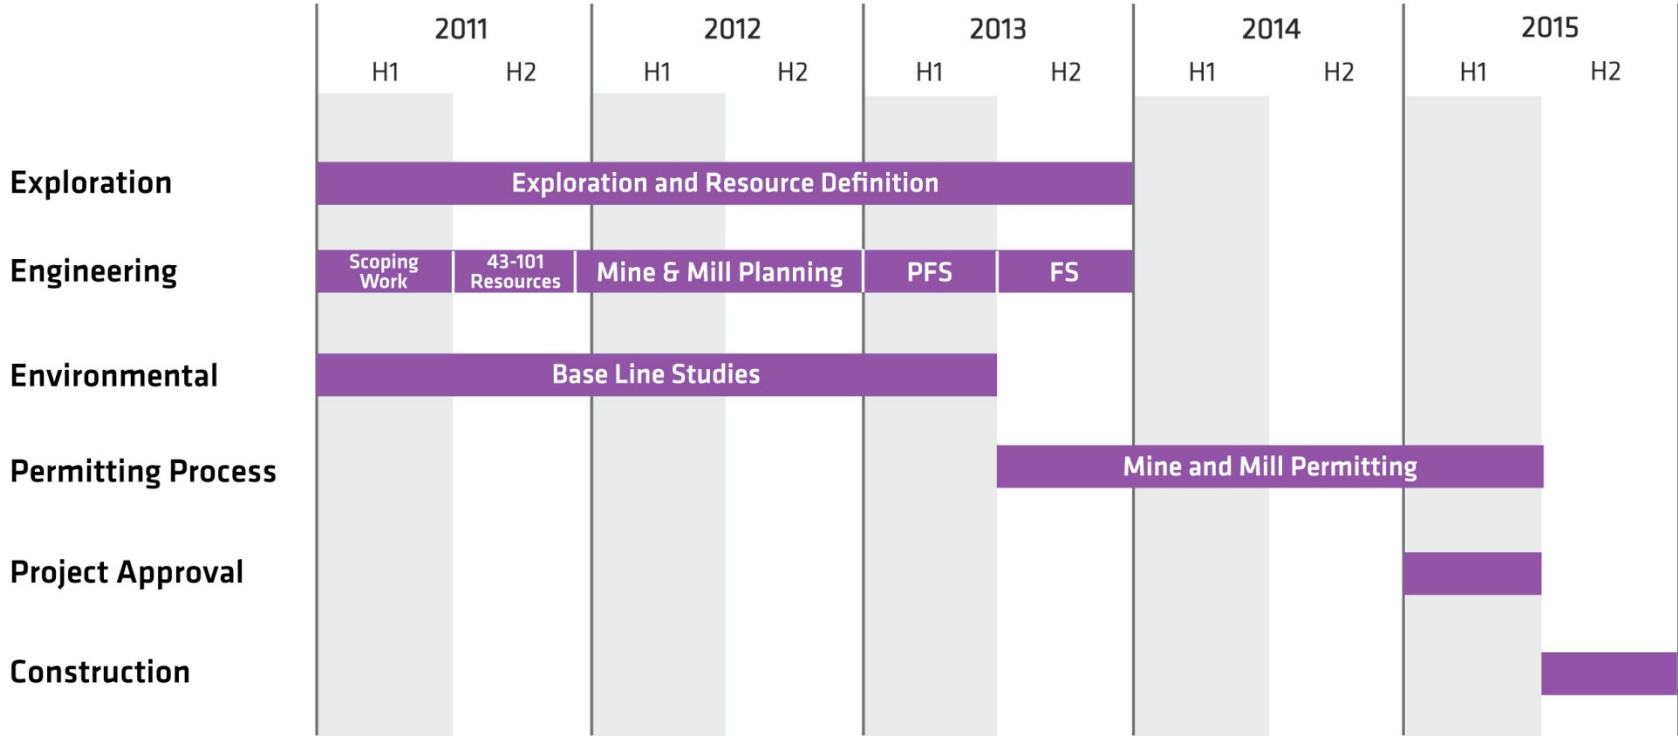 2011 2012 2013 2014 2015
H1 H2 H1 H2 H1 H2 H1 H2 H1 H2
Exploration
Exploration and Resource Definition
Engineering
Scoping
Work
43-101
Resources
Mine & Mill Planning
PFS
FS
Environmental
Base Line Studies
Permitting Process
Mine and Mill Permitting
Project Approval
Construction